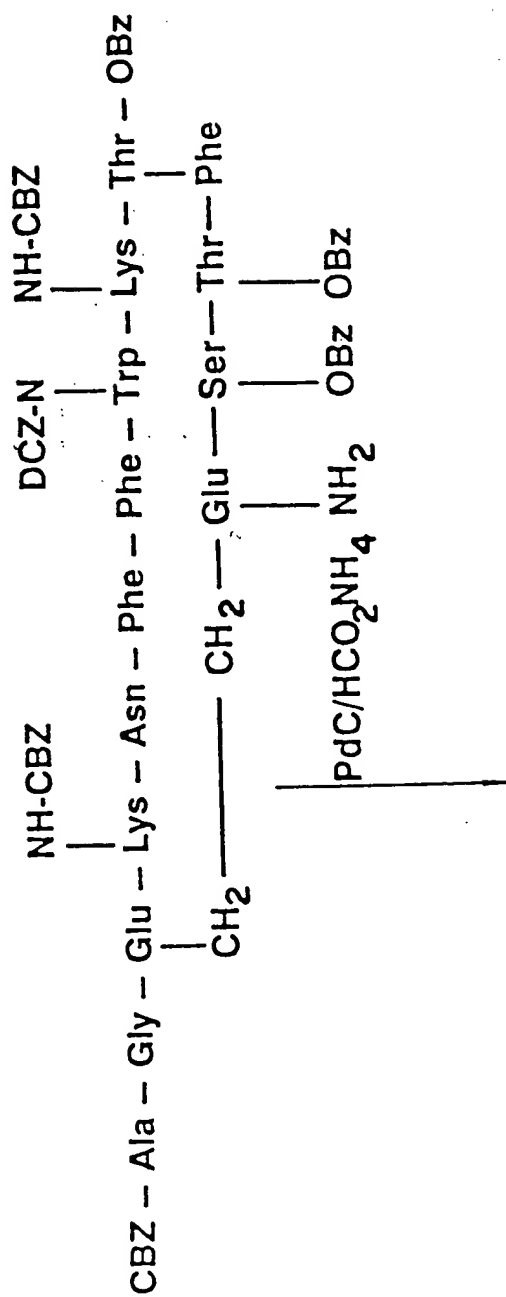 NH-CBZ DCZ-N NH-CBZ
CBZ – Ala – Gly – Glu – Lys – Asn – Phe – Phe – Trp – Lys – Thr – OBz
CH2 — CH2 — Glu — Ser — Thr — Phe
NH2 OBz OBz
PdC/HCO2NH4